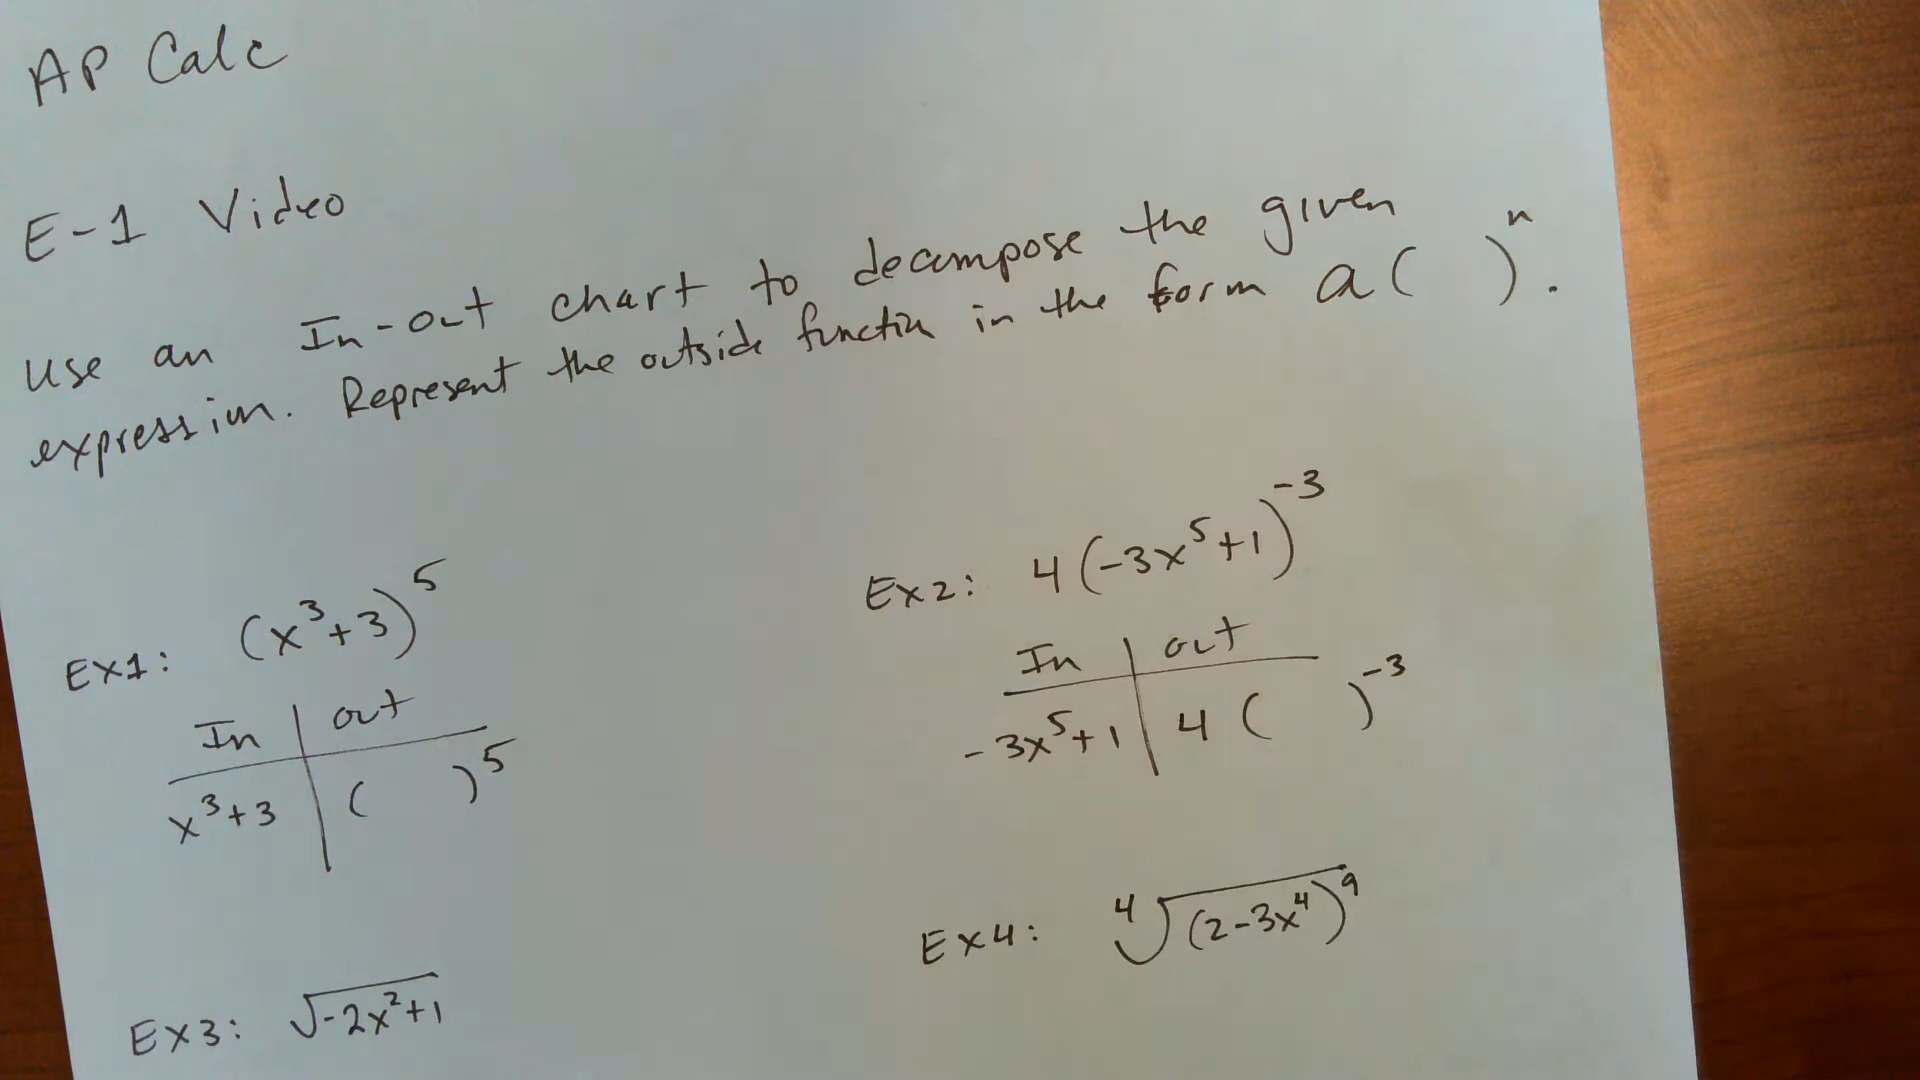 AP Calc
E-1 Video
Use an In-out chart to decompose the given
expression. Represent the outside function in the form a( )ⁿ.
Ex1: (x³+3)⁵
In | out
x³+3 | ( )⁵
Ex2: 4(-3x⁵+1)⁻³
In | out
-3x⁵+1 | 4( )⁻³
Ex3: √-2x²+1
Ex4: ⁴√(2-3x⁴)⁹